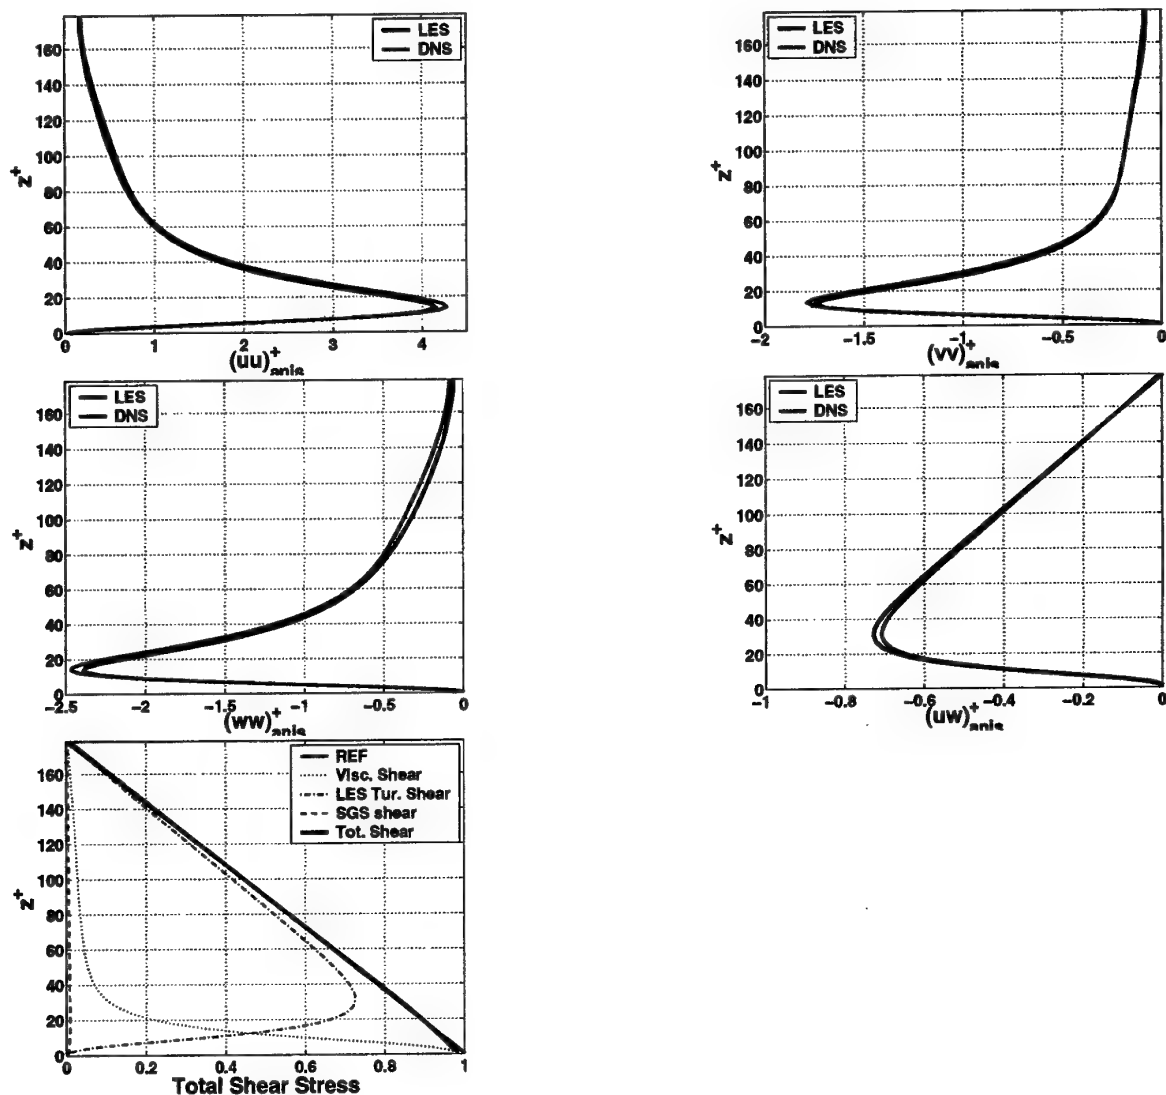 LES
DNS
160
140
120
100
80
60
40
20
0
z+
0 1 2 3 4
(uu)+anis
LES
DNS
160
140
120
100
80
60
40
20
0
z+
-2 -1.5 -1 -0.5 0
(vv)+anis
LES
DNS
160
140
120
100
80
60
40
20
0
z+
-2.5 -2 -1.5 -1 -0.5 0
(ww)+anis
LES
DNS
160
140
120
100
80
60
40
20
0
z+
-1 -0.8 -0.6 -0.4 -0.2 0
(uw)+anis
REF
Visc. Shear
LES Tur. Shear
SGS shear
Tot. Shear
160
140
120
100
80
60
40
20
0
z+
0 0.2 0.4 0.6 0.8 1
Total Shear Stress